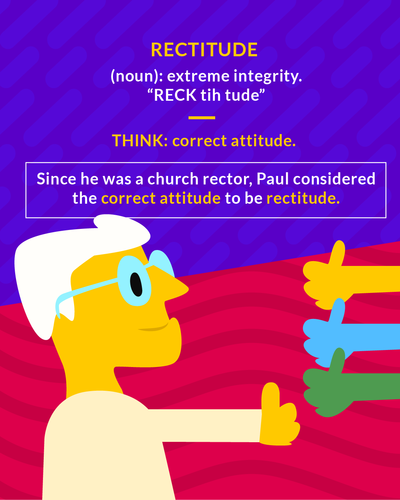 RECTITUDE
(noun): extreme integrity.
“RECK tih tude”
THINK: correct attitude.
Since he was a church rector, Paul considered
the correct attitude to be rectitude.